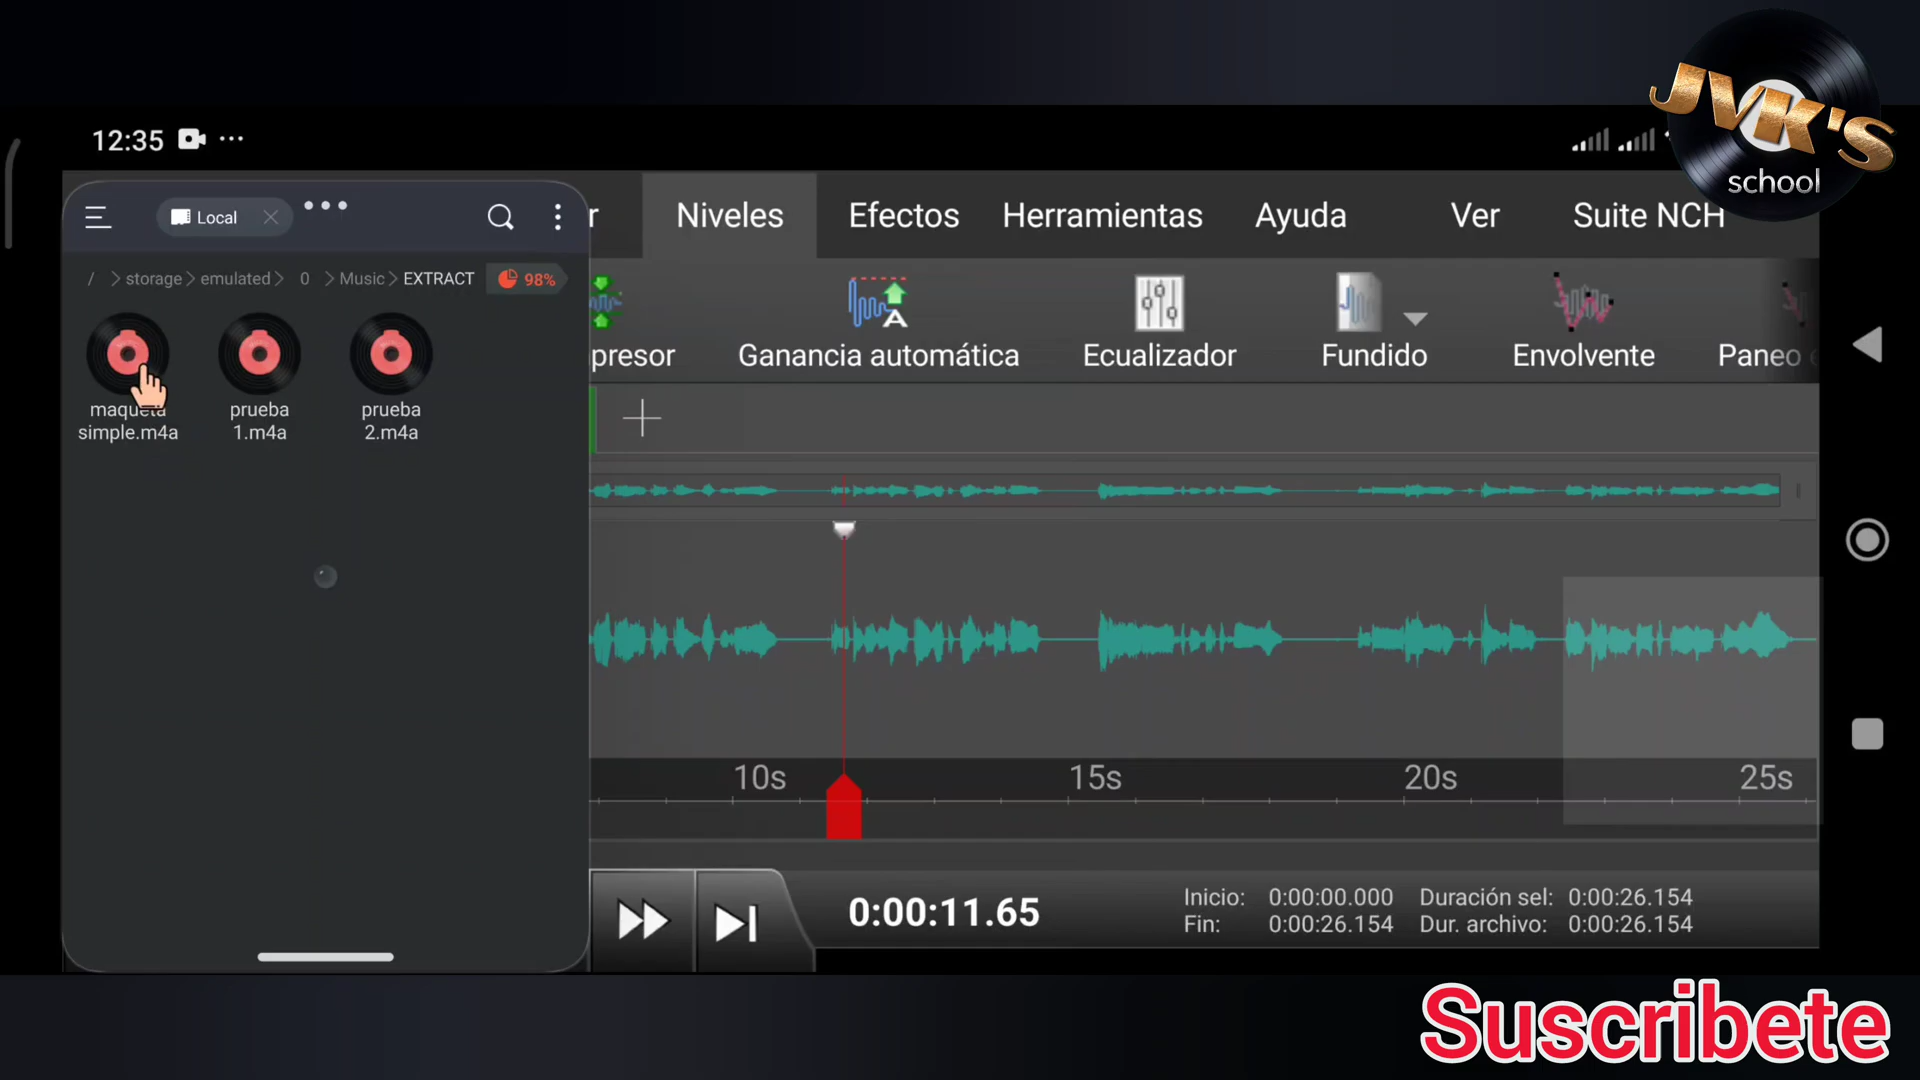 JVK'S
school
12:35
Local
/ storage emulated 0 Music EXTRACT 98%
maqueta
simple.m4a
prueba
1.m4a
prueba
2.m4a
r Niveles Efectos Herramientas Ayuda Ver Suite NCH
presor Ganancia automática Ecualizador Fundido Envolvente Paneo
10s 15s 20s 25s
0:00:11.65
Inicio: 0:00:00.000 Duración sel: 0:00:26.154
Fin: 0:00:26.154 Dur. archivo: 0:00:26.154
Suscribete